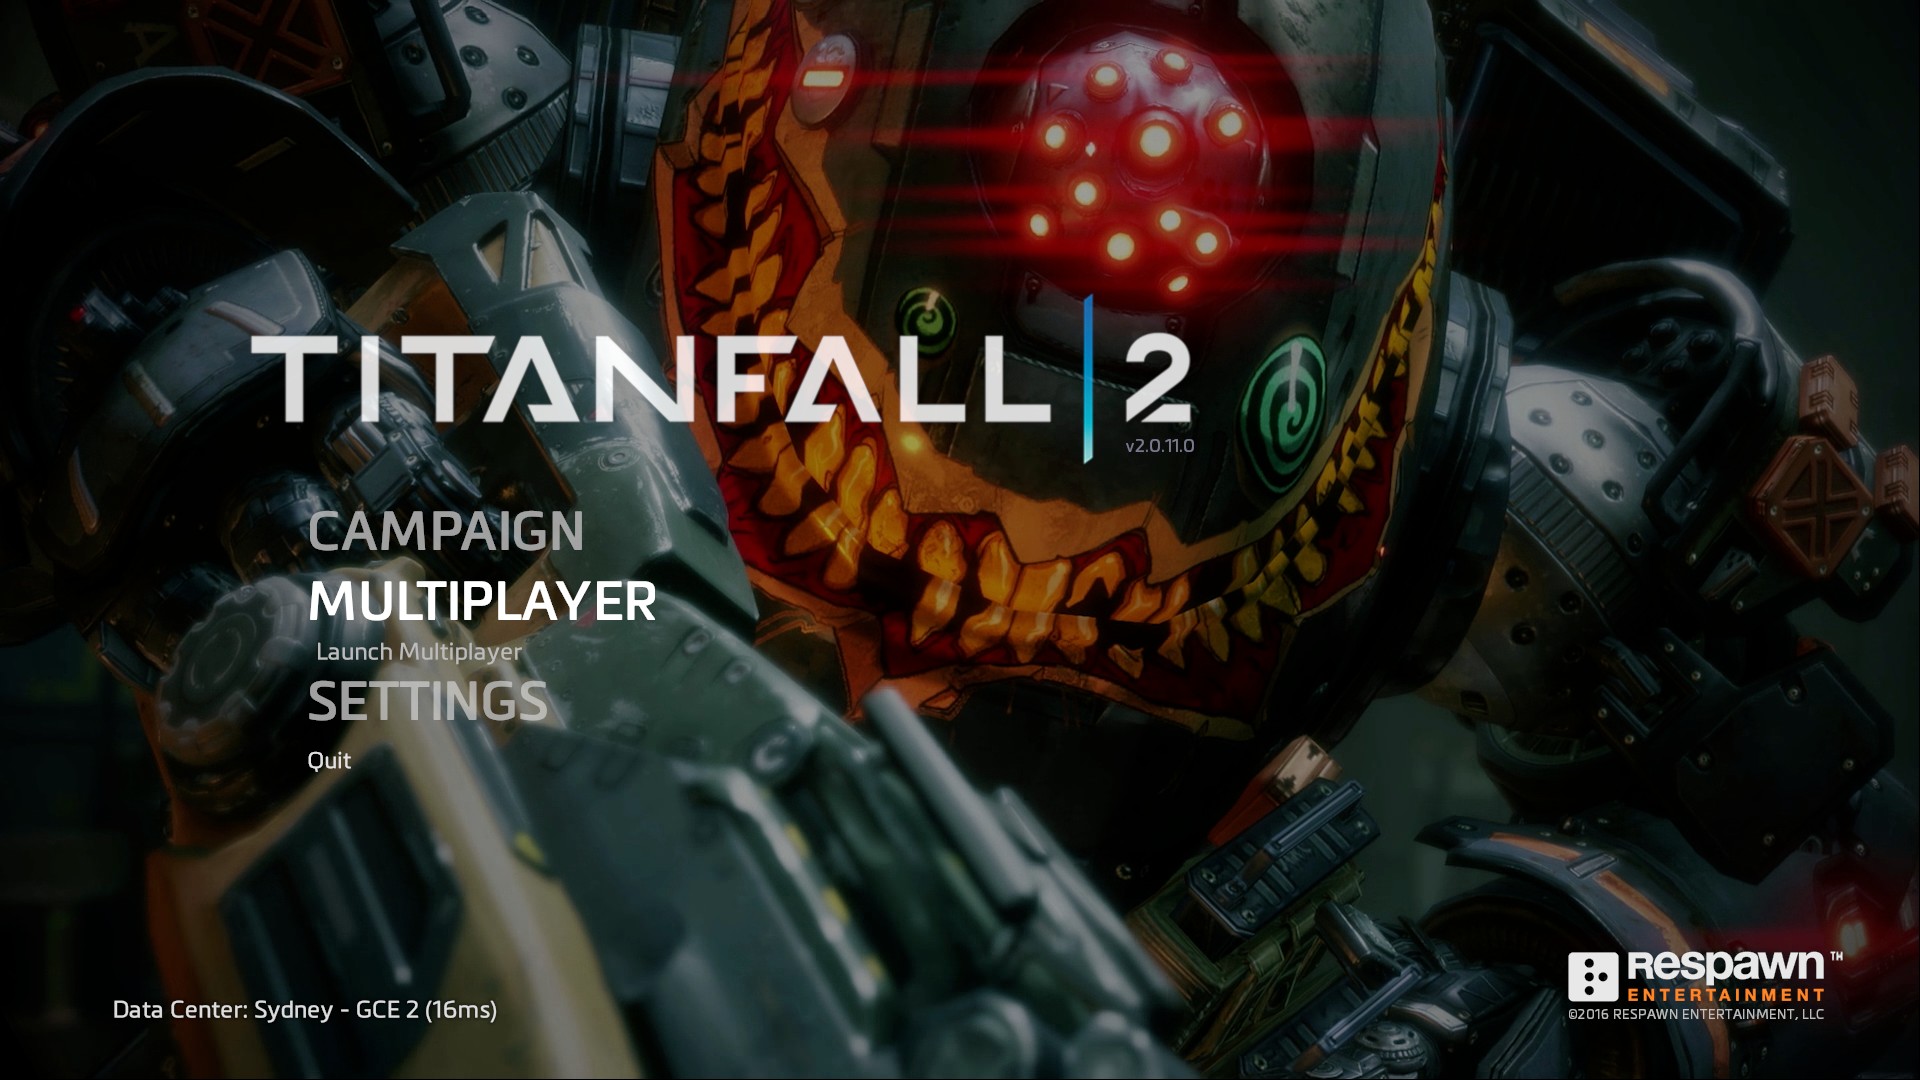 TITANFALL 2
v2.0.11.0
CAMPAIGN
MULTIPLAYER
Launch Multiplayer
SETTINGS
Quit
Data Center: Sydney - GCE 2 (16ms)
Respawn™
ENTERTAINMENT
©2016 RESPAWN ENTERTAINMENT, LLC